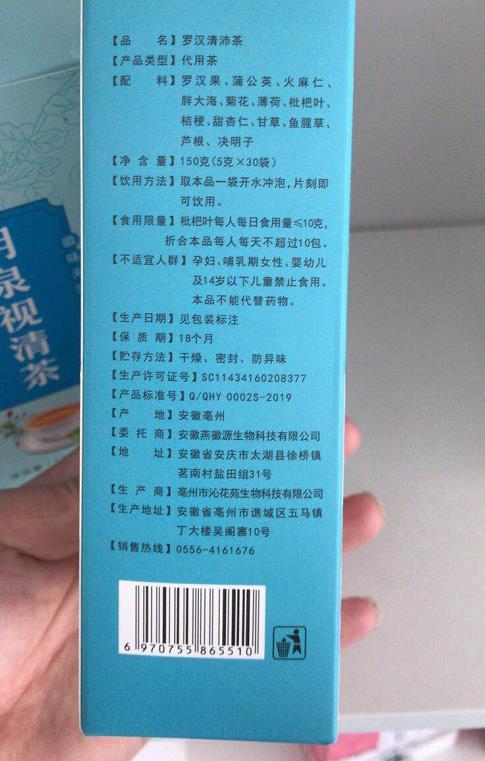 【品 名】罗汉清沛茶
【产品类型】代用茶
【配 料】罗汉果、蒲公英、火麻仁、
胖大海、菊花、薄荷、枇杷叶、
桔梗、甜杏仁、甘草、鱼腥草、
芦根、决明子
【净 含 量】150克(5克×30袋)
【饮用方法】取本品一袋开水冲泡,片刻即
可饮用。
【食用限量】枇杷叶每人每日食用量≤10克,
折合本品每人每天不超过10包。
【不适宜人群】孕妇、哺乳期女性、婴幼儿
及14岁以下儿童禁止食用。
本品不能代替药物。
【生产日期】见包装标注
【保 质 期】18个月
【贮存方法】干燥、密封、防异味
【生产许可证号】SC11434160208377
【产品标准号】Q/QHY 0002S-2019
【产 地】安徽亳州
【委 托 商】安徽燕徽源生物科技有限公司
【地 址】安徽省安庆市太湖县徐桥镇
茗南村盐田组31号
【生 产 商】亳州市沁花苑生物科技有限公司
【生产地址】安徽省亳州市谯城区五马镇
丁大楼吴阁寨10号
【销售热线】0556-4161676
6 970755 865510
泉视清茶